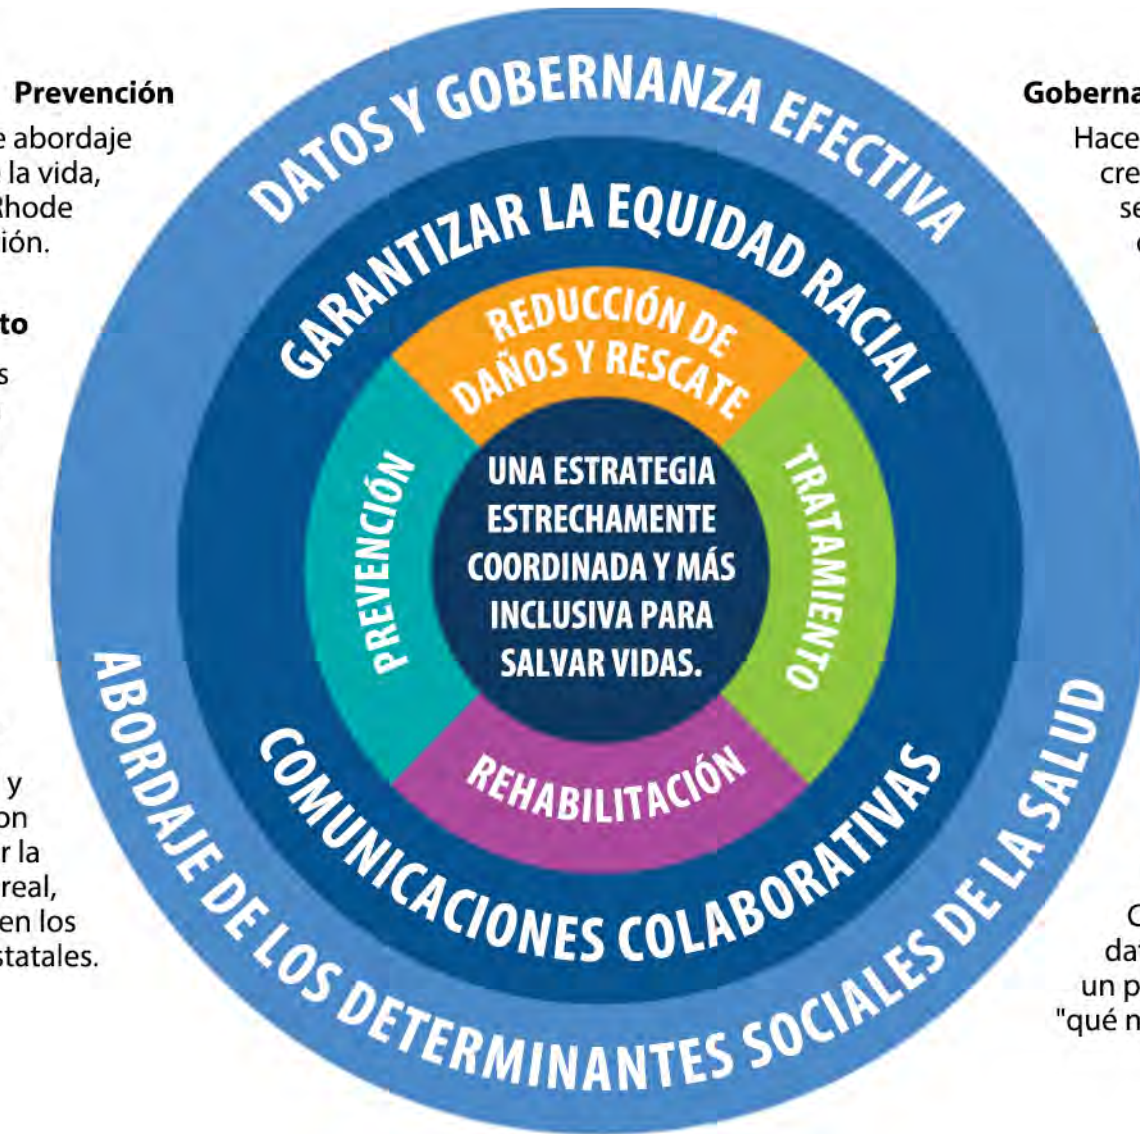 Prevención
e abordaje
la vida,
Rhode
ión.
to
s
y
on
r la
real,
en los
statales.
DATOS Y GOBERNANZA EFECTIVA
GARANTIZAR LA EQUIDAD RACIAL
REDUCCIÓN DE
DAÑOS Y RESCATE
PREVENCIÓN
UNA ESTRATEGIA
ESTRECHAMENTE
COORDINADA Y MÁS
INCLUSIVA PARA
SALVAR VIDAS.
TRATAMIENTO
REHABILITACIÓN
COMUNICACIONES COLABORATIVAS
ABORDAJE DE LOS DETERMINANTES SOCIALES DE LA SALUD
Goberna
Hace
cre
se
dat
un p
"qué n